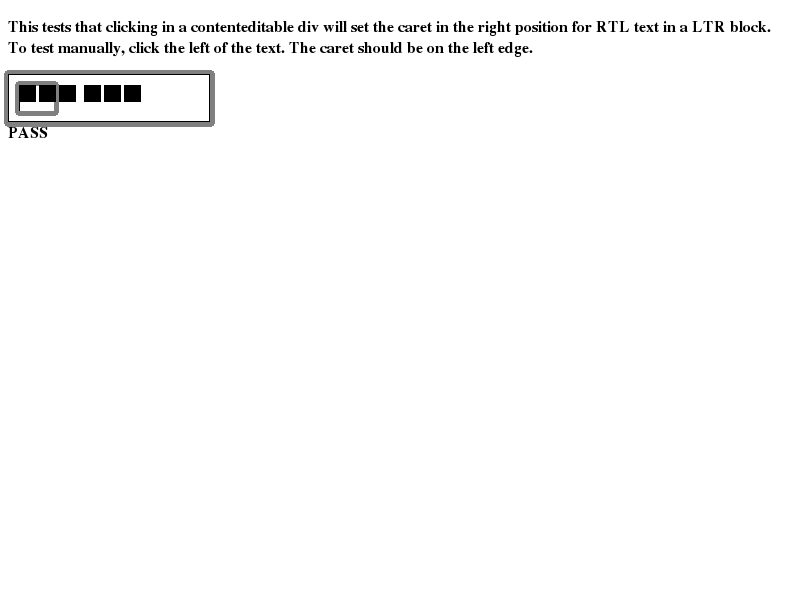 This tests that clicking in a contenteditable div will set the caret in the right position for RTL text in a LTR block.
To test manually, click the left of the text. The caret should be on the left edge.
PASS